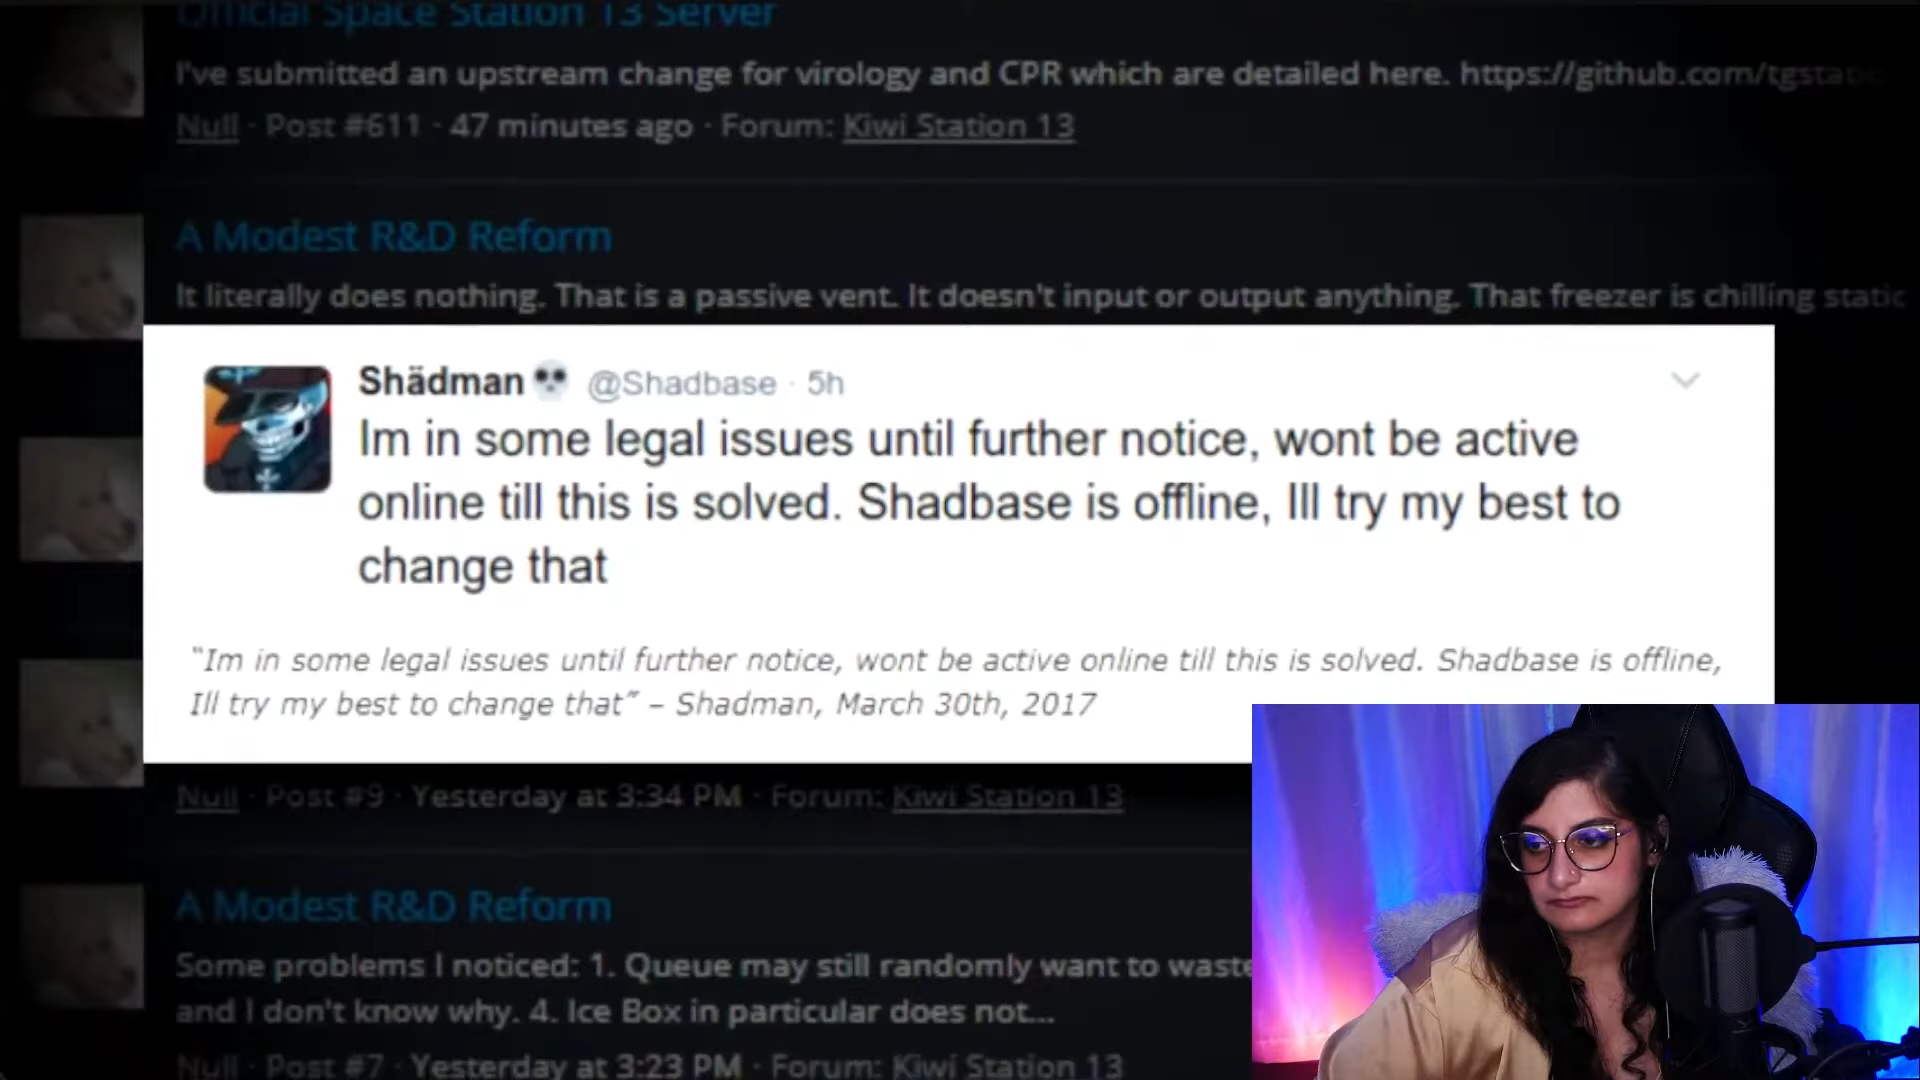 Official Space Station 13 Server
I've submitted an upstream change for virology and CPR which are detailed here. https://github.com/tgstatio
Null · Post #611 · 47 minutes ago · Forum: Kiwi Station 13
A Modest R&D Reform
It literally does nothing. That is a passive vent. It doesn't input or output anything. That freezer is chilling static
Shädman @Shadbase · 5h
Im in some legal issues until further notice, wont be active
online till this is solved. Shadbase is offline, Ill try my best to
change that
"Im in some legal issues until further notice, wont be active online till this is solved. Shadbase is offline,
Ill try my best to change that" – Shadman, March 30th, 2017
Null · Post #9 · Yesterday at 3:34 PM · Forum: Kiwi Station 13
A Modest R&D Reform
Some problems I noticed: 1. Queue may still randomly want to waste
and I don't know why. 4. Ice Box in particular does not...
Null · Post #7 · Yesterday at 3:23 PM · Forum: Kiwi Station 13